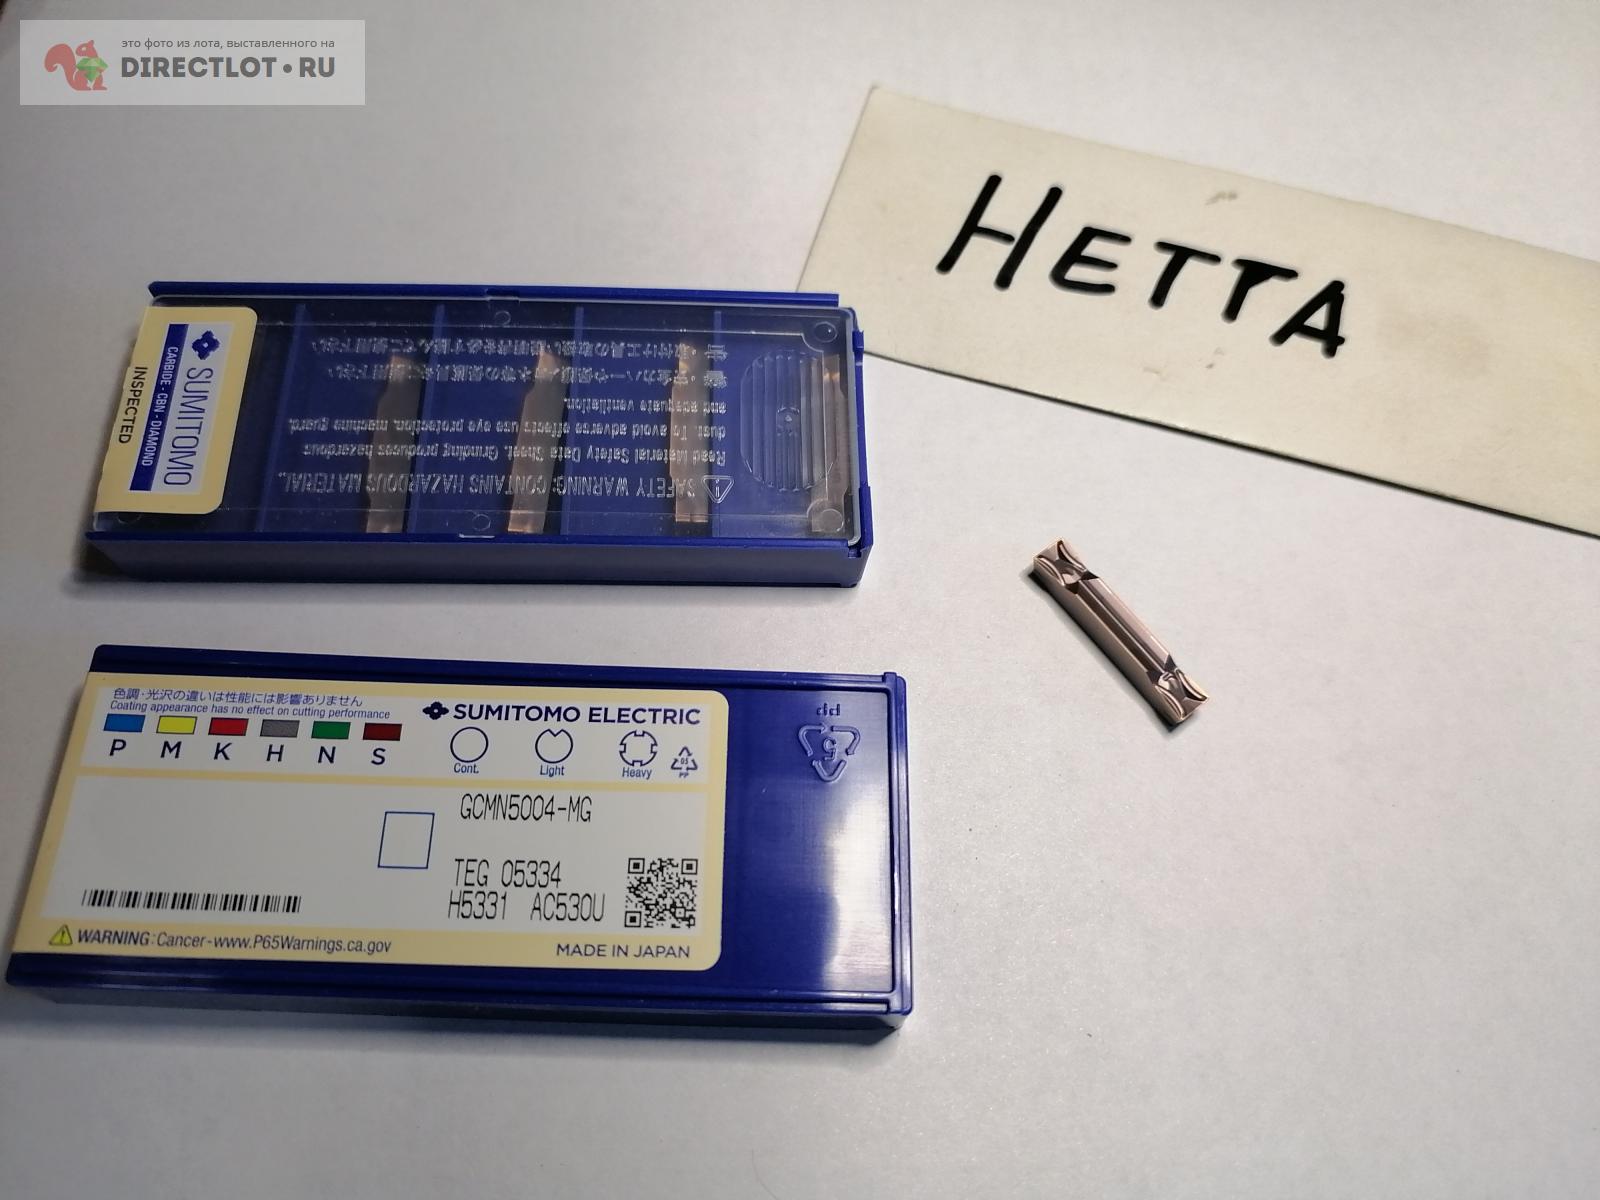 это фото из лота, выставленного на
DIRECTLOT.RU
HETTA
SUMITOMO
CARBIDE - CBN - DIAMOND
INSPECTED
SAFETY WARNING: CONTAINS HAZARDOUS MATERIAL.
Read Material Safety Data Sheet. Grinding produces hazardous
dust. To avoid adverse effects use eye protection, machine guard,
and adequate ventilation.
色調・光沢の違いは性能には影響ありません
Coating appearance has no effect on cutting performance
P M K H N S
SUMITOMO ELECTRIC
Cont. Light Heavy
05
PP
5
PP
GCMN5004-MG
TEG 05334
H5331 AC530U
WARNING: Cancer-www.P65Warnings.ca.gov
MADE IN JAPAN